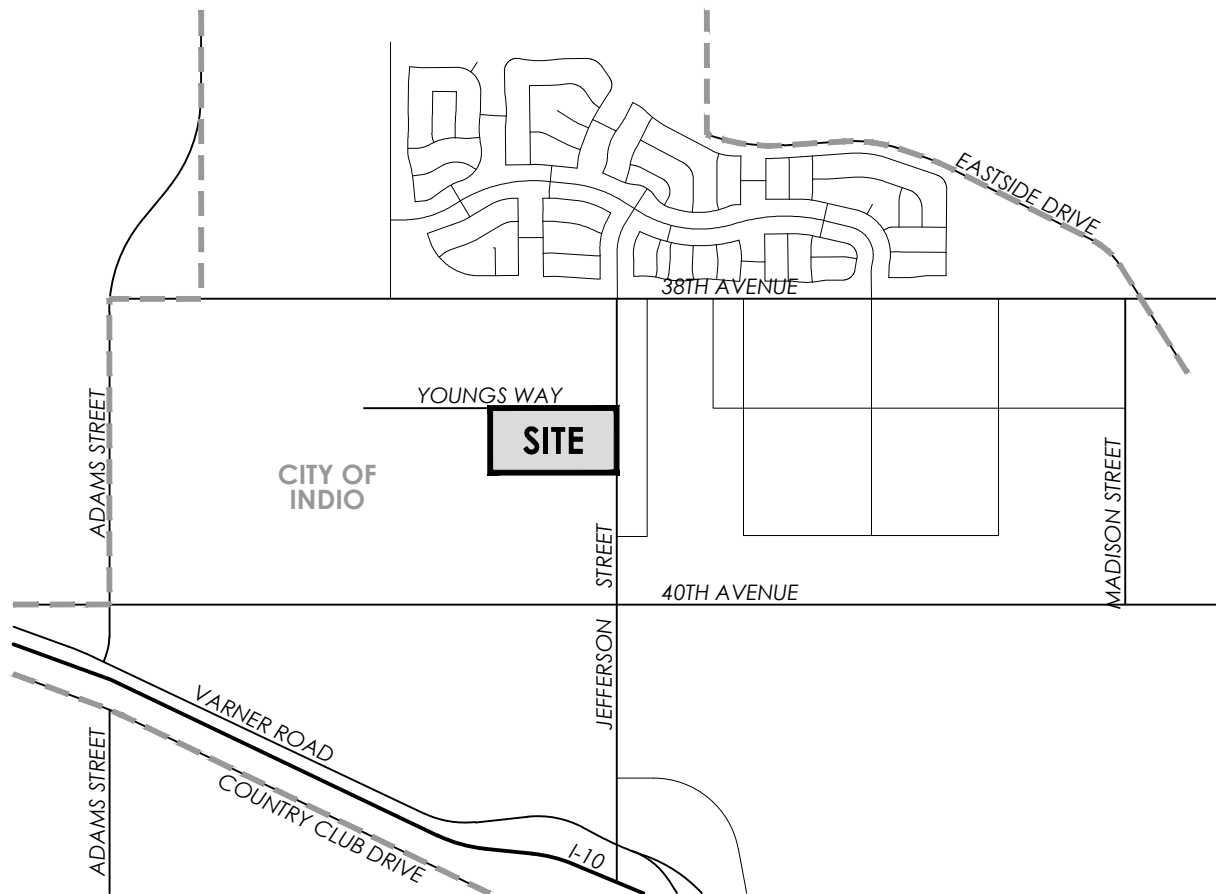 EASTSIDE DRIVE
38TH AVENUE
YOUNGS WAY
SITE
ADAMS STREET
CITY OF
INDIO
MADISON STREET
STREET
40TH AVENUE
JEFFERSON
VARNER ROAD
COUNTRY CLUB DRIVE
ADAMS STREET
I-10